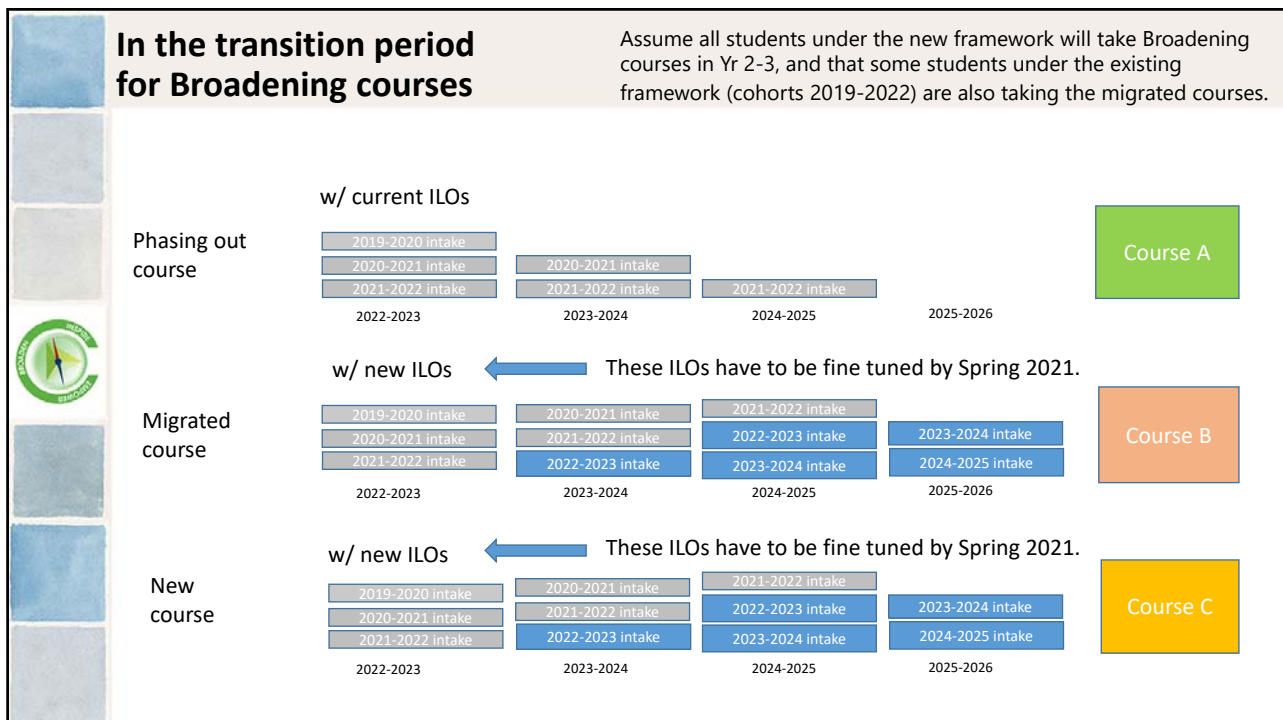 In the transition period
for Broadening courses
Assume all students under the new framework will take Broadening
courses in Yr 2-3, and that some students under the existing
framework (cohorts 2019-2022) are also taking the migrated courses.
w/ current ILOs
Phasing out
course
2019-2020 intake
2020-2021 intake
2020-2021 intake
2021-2022 intake
2021-2022 intake
2021-2022 intake
2022-2023
2023-2024
2024-2025
2025-2026
Course A
w/ new ILOs
These ILOs have to be fine tuned by Spring 2021.
BROADEN
INSPIRE
EMPOWER
Migrated
course
2019-2020 intake
2020-2021 intake
2021-2022 intake
2020-2021 intake
2021-2022 intake
2022-2023 intake
2023-2024 intake
2021-2022 intake
2022-2023 intake
2023-2024 intake
2024-2025 intake
2022-2023
2023-2024
2024-2025
2025-2026
Course B
w/ new ILOs
These ILOs have to be fine tuned by Spring 2021.
New
course
2019-2020 intake
2020-2021 intake
2021-2022 intake
2020-2021 intake
2021-2022 intake
2022-2023 intake
2023-2024 intake
2021-2022 intake
2022-2023 intake
2023-2024 intake
2024-2025 intake
2022-2023
2023-2024
2024-2025
2025-2026
Course C